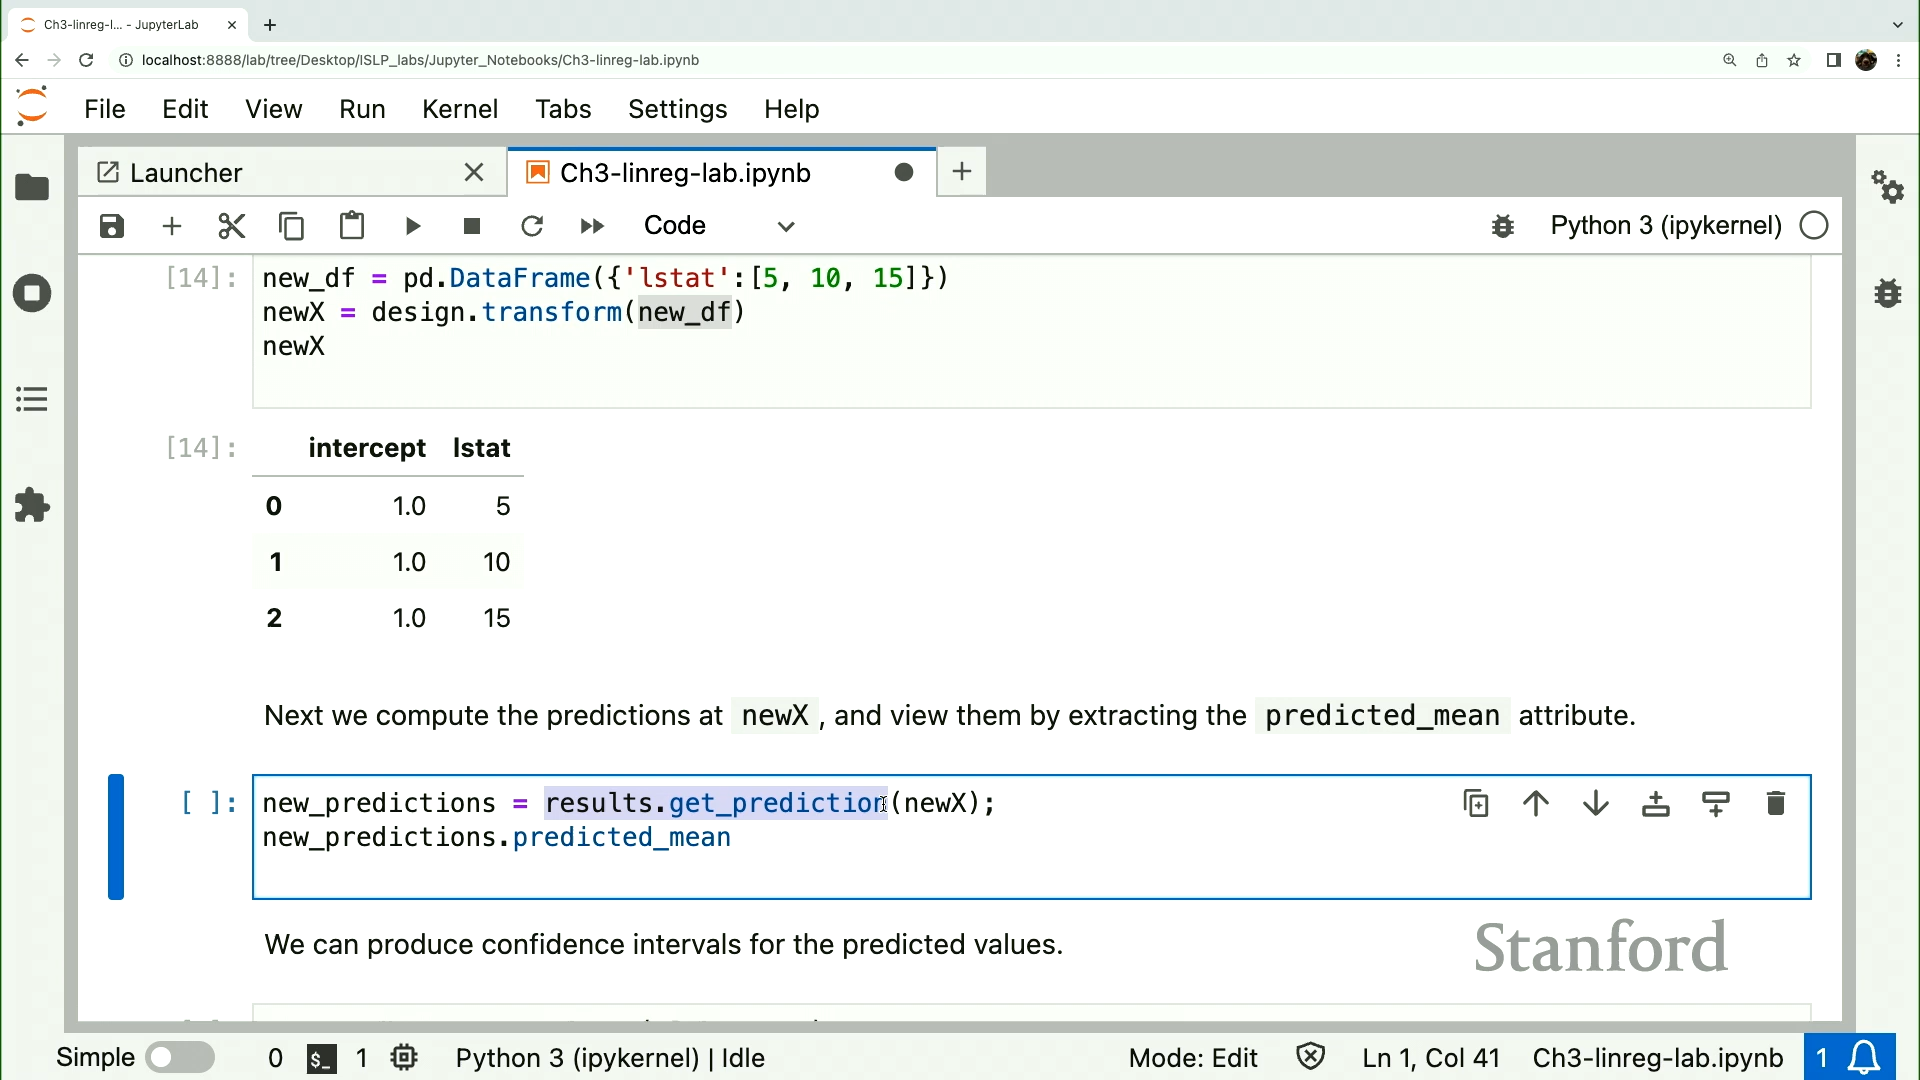 Ch3-linreg-l... - JupyterLab
localhost:8888/lab/tree/Desktop/ISLP_labs/Jupyter_Notebooks/Ch3-linreg-lab.ipynb
File Edit View Run Kernel Tabs Settings Help
Launcher Ch3-linreg-lab.ipynb
Code Python 3 (ipykernel)
[14]: new_df = pd.DataFrame({'lstat':[5, 10, 15]})
newX = design.transform(new_df)
newX
[14]: intercept lstat
0 1.0 5
1 1.0 10
2 1.0 15
Next we compute the predictions at newX , and view them by extracting the predicted_mean attribute.
[ ]: new_predictions = results.get_prediction(newX);
new_predictions.predicted_mean
We can produce confidence intervals for the predicted values.
Stanford
Simple 0 $_ 1 Python 3 (ipykernel) | Idle Mode: Edit Ln 1, Col 41 Ch3-linreg-lab.ipynb 1